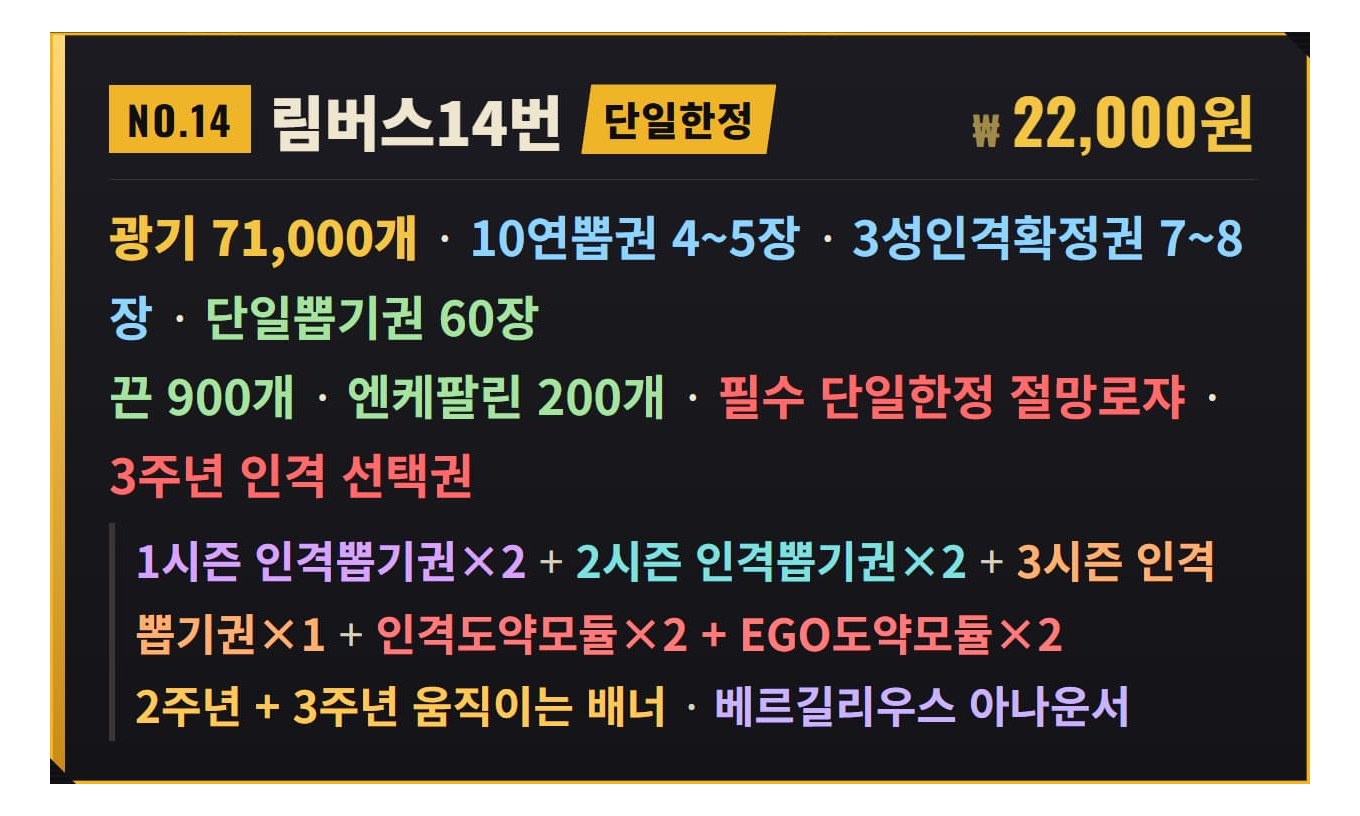 NO.14 림버스14번 단일한정 ₩ 22,000원
광기 71,000개 · 10연뽑권 4~5장 · 3성인격확정권 7~8
장 · 단일뽑기권 60장
끈 900개 · 엔케팔린 200개 · 필수 단일한정 절망로쟈 ·
3주년 인격 선택권
1시즌 인격뽑기권×2 + 2시즌 인격뽑기권×2 + 3시즌 인격
뽑기권×1 + 인격도약모듈×2 + EGO도약모듈×2
2주년 + 3주년 움직이는 배너 · 베르길리우스 아나운서